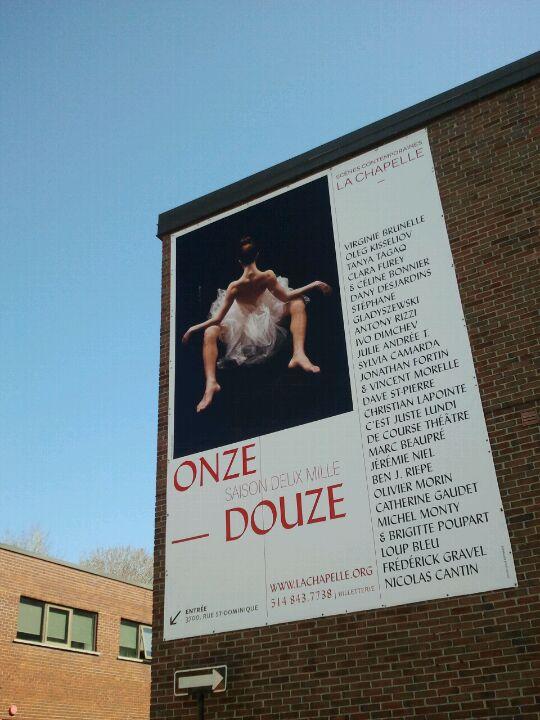 SCÈNES CONTEMPORAINES
LA CHAPELLE
VIRGINIE BRUNELLE
OLEG KISSELIOV
TANYA TAGAQ
CLARA FUREY
& CÉLINE BONNIER
DANY DESJARDINS
STÉPHANE
GLADYSZEWSKI
ANTONY RIZZI
IVO DIMCHEV
JULIE ANDRÉE T.
SYLVIA CAMARDA
JONATHAN FORTIN
& VINCENT MORELLE
DAVE ST-PIERRE
CHRISTIAN LAPOINTE
C'EST JUSTE LUNDI
DE COURSE THÉÂTRE
MARC BEAUPRÉ
JÉRÉMIE NIEL
BEN J. RIEPE
OLIVIER MORIN
CATHERINE GAUDET
MICHEL MONTY
& BRIGITTE POUPART
LOUP BLEU
FRÉDÉRICK GRAVEL
NICOLAS CANTIN
ONZE
SAISON DEUX MILLE
— DOUZE
WWW.LACHAPELLE.ORG
514 843.7738 | BILLETTERIE
ENTRÉE
3700, RUE ST-DOMINIQUE